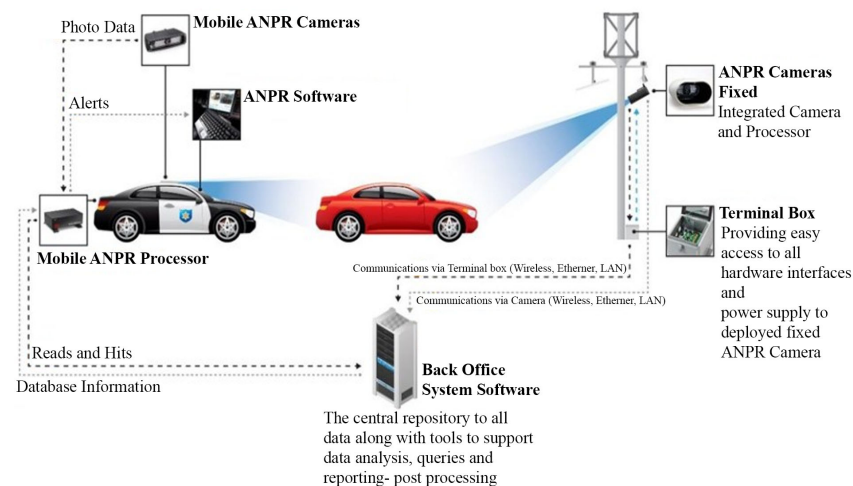 Photo Data
Mobile ANPR Cameras
Alerts
ANPR Software
ANPR Cameras
Fixed
Integrated Camera
and Processor
Mobile ANPR Processor
Terminal Box
Providing easy
access to all
hardware interfaces
and
power supply to
deployed fixed
ANPR Camera
Communications via Terminal box (Wireless, Etherner, LAN)
Communications via Camera (Wireless, Etherner, LAN)
Reads and Hits
Database Information
Back Office
System Software
The central repository to all
data along with tools to support
data analysis, queries and
reporting- post processing